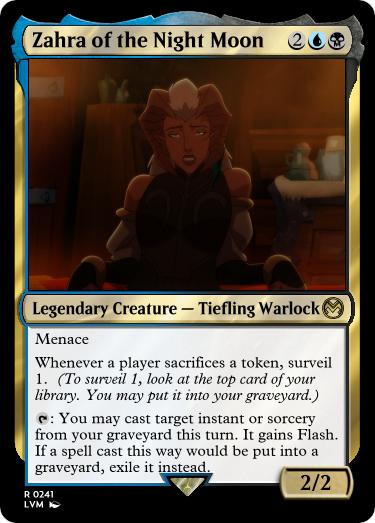 Zahra of the Night Moon 2
Legendary Creature — Tiefling Warlock
Menace
Whenever a player sacrifices a token, surveil
1. (To surveil 1, look at the top card of your
library. You may put it into your graveyard.)
: You may cast target instant or sorcery
from your graveyard this turn. It gains Flash.
If a spell cast this way would be put into a
graveyard, exile it instead.
2/2
R 0241
LVM